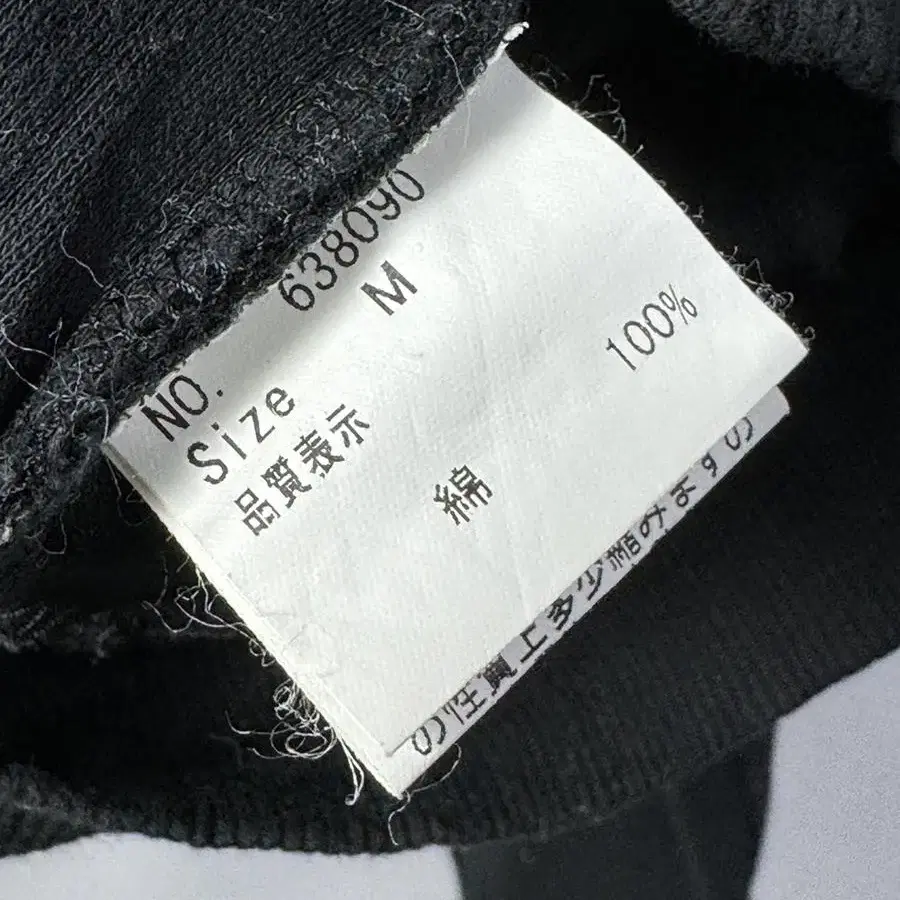 NO. 638090
Size M
品質表示
綿 100%
の性質上多少縮みますの